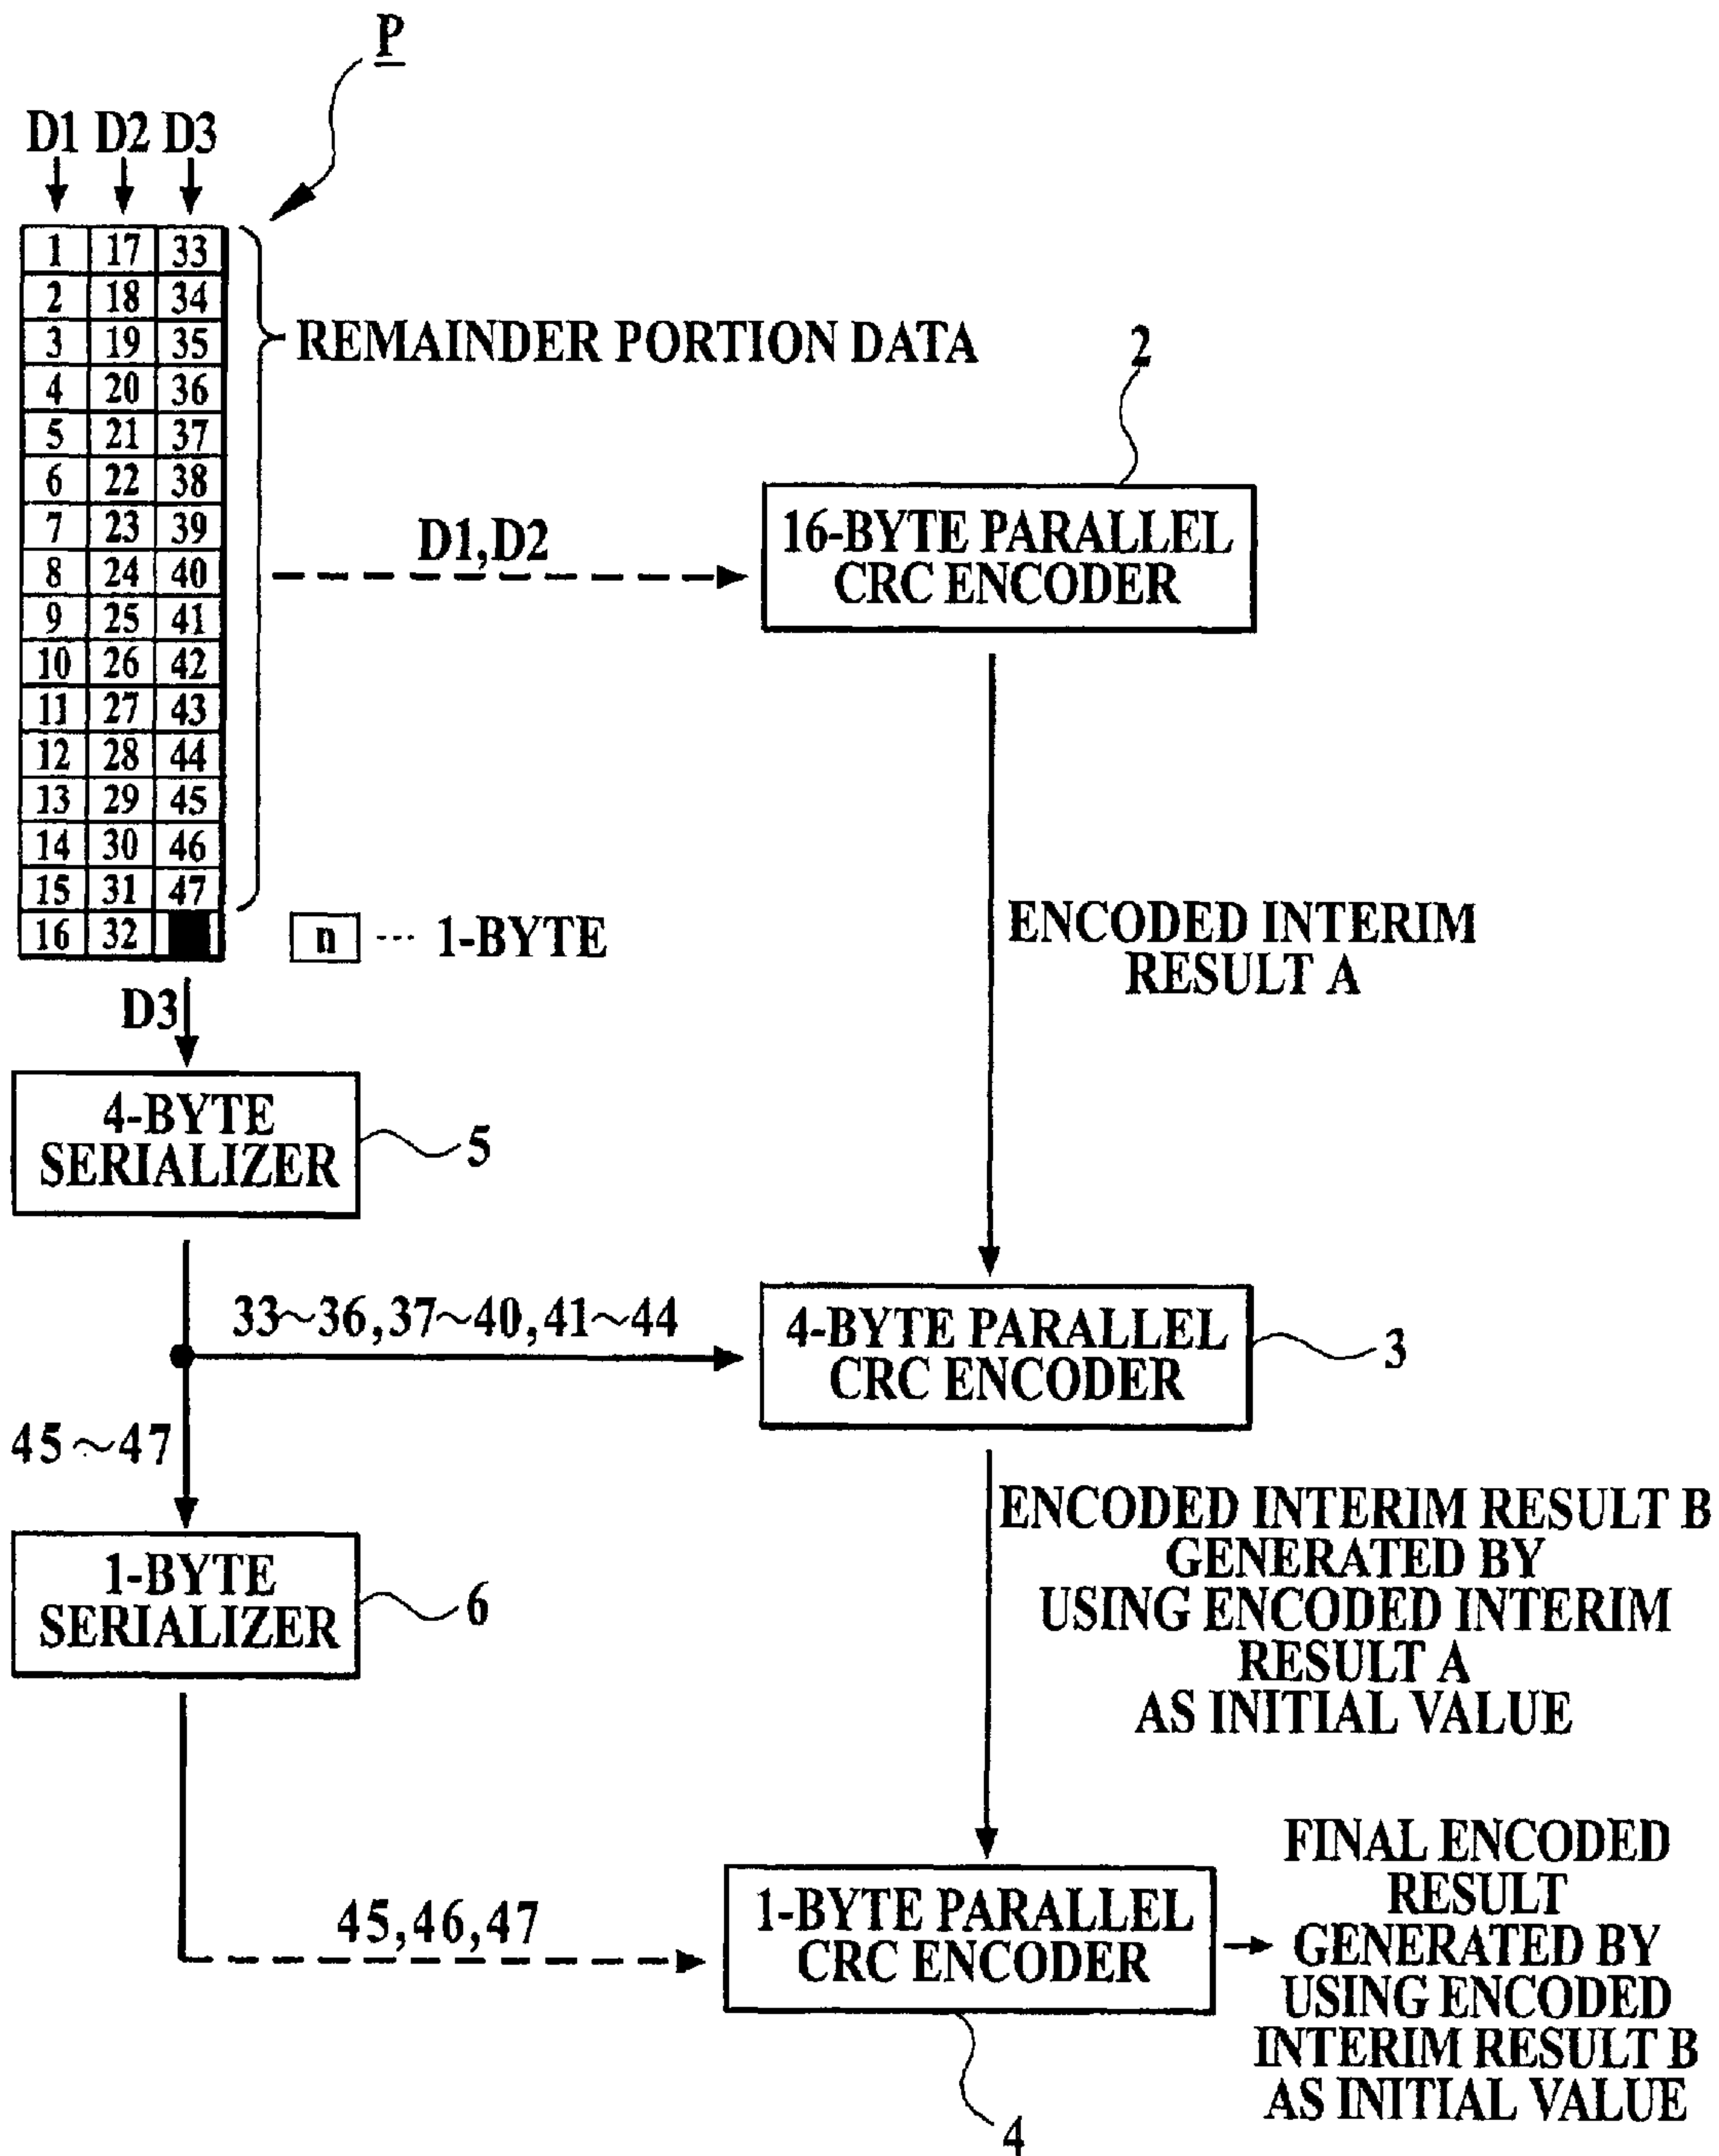 P
D1 D2 D3
1 17 33
2 18 34
3 19 35
4 20 36
5 21 37
6 22 38
7 23 39
8 24 40
9 25 41
10 26 42
11 27 43
12 28 44
13 29 45
14 30 46
15 31 47
16 32
REMAINDER PORTION DATA
n --- 1-BYTE
2
D1,D2
16-BYTE PARALLEL
CRC ENCODER
ENCODED INTERIM
RESULT A
D3
4-BYTE
SERIALIZER
5
33~36,37~40,41~44
4-BYTE PARALLEL
CRC ENCODER
3
45~47
1-BYTE
SERIALIZER
6
ENCODED INTERIM RESULT B
GENERATED BY
USING ENCODED INTERIM
RESULT A
AS INITIAL VALUE
45,46,47
1-BYTE PARALLEL
CRC ENCODER
4
FINAL ENCODED
RESULT
GENERATED BY
USING ENCODED
INTERIM RESULT B
AS INITIAL VALUE